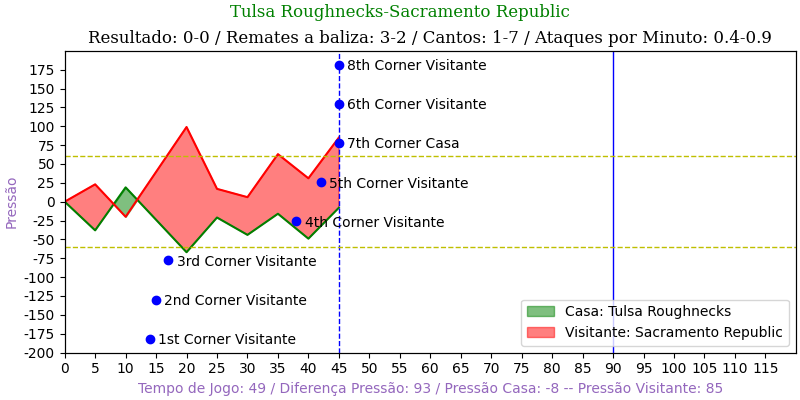 Tulsa Roughnecks-Sacramento Republic
Resultado: 0-0 / Remates a baliza: 3-2 / Cantos: 1-7 / Ataques por Minuto: 0.4-0.9
Pressão
175
150
125
100
75
50
25
0
-25
-50
-75
-100
-125
-150
-175
-200
8th Corner Visitante
6th Corner Visitante
7th Corner Casa
5th Corner Visitante
4th Corner Visitante
3rd Corner Visitante
2nd Corner Visitante
1st Corner Visitante
Casa: Tulsa Roughnecks
Visitante: Sacramento Republic
0 5 10 15 20 25 30 35 40 45 50 55 60 65 70 75 80 85 90 95 100 105 110 115
Tempo de Jogo: 49 / Diferença Pressão: 93 / Pressão Casa: -8 -- Pressão Visitante: 85